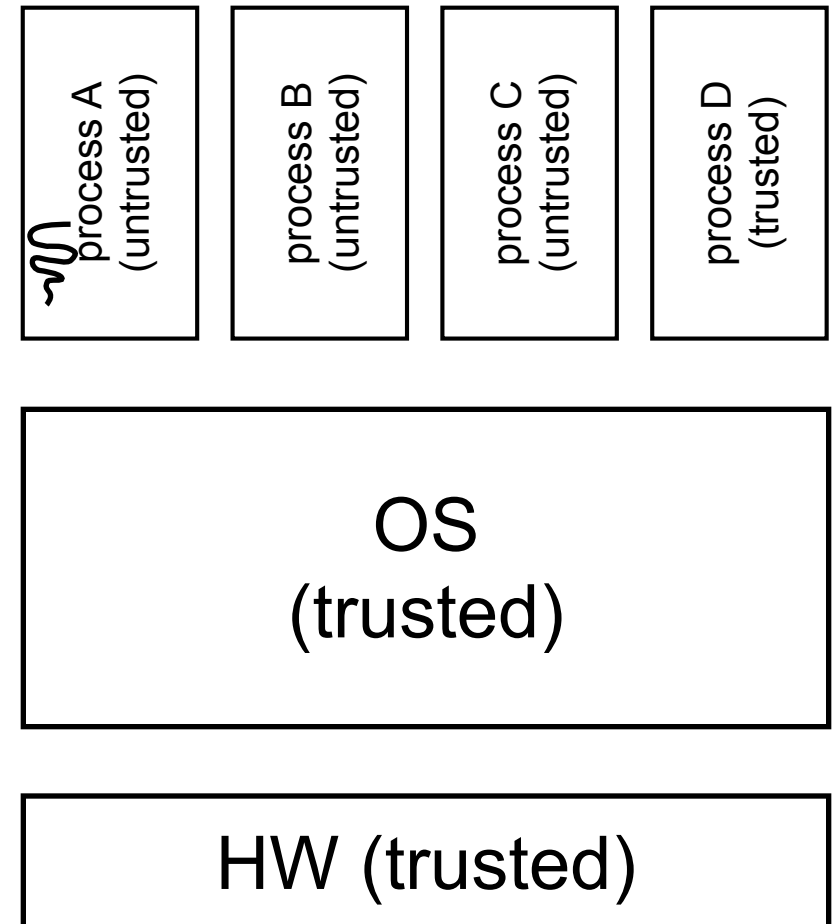 process A
(untrusted)
process B
(untrusted)
process C
(untrusted)
process D
(trusted)
OS
(trusted)
HW (trusted)